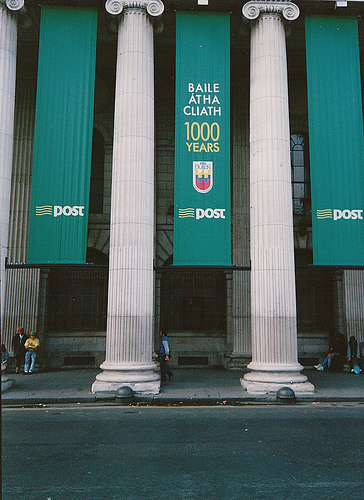 BAILE
ÁTHA
CLIATH
1000
YEARS
post
post
post